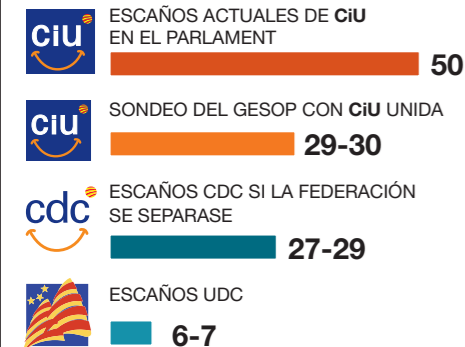 ciu
ESCAÑOS ACTUALES DE CiU
EN EL PARLAMENT
50
ciu
SONDEO DEL GESOP CON CiU UNIDA
29-30
cdc
ESCAÑOS CDC SI LA FEDERACIÓN
SE SEPARASE
27-29
ESCAÑOS UDC
6-7